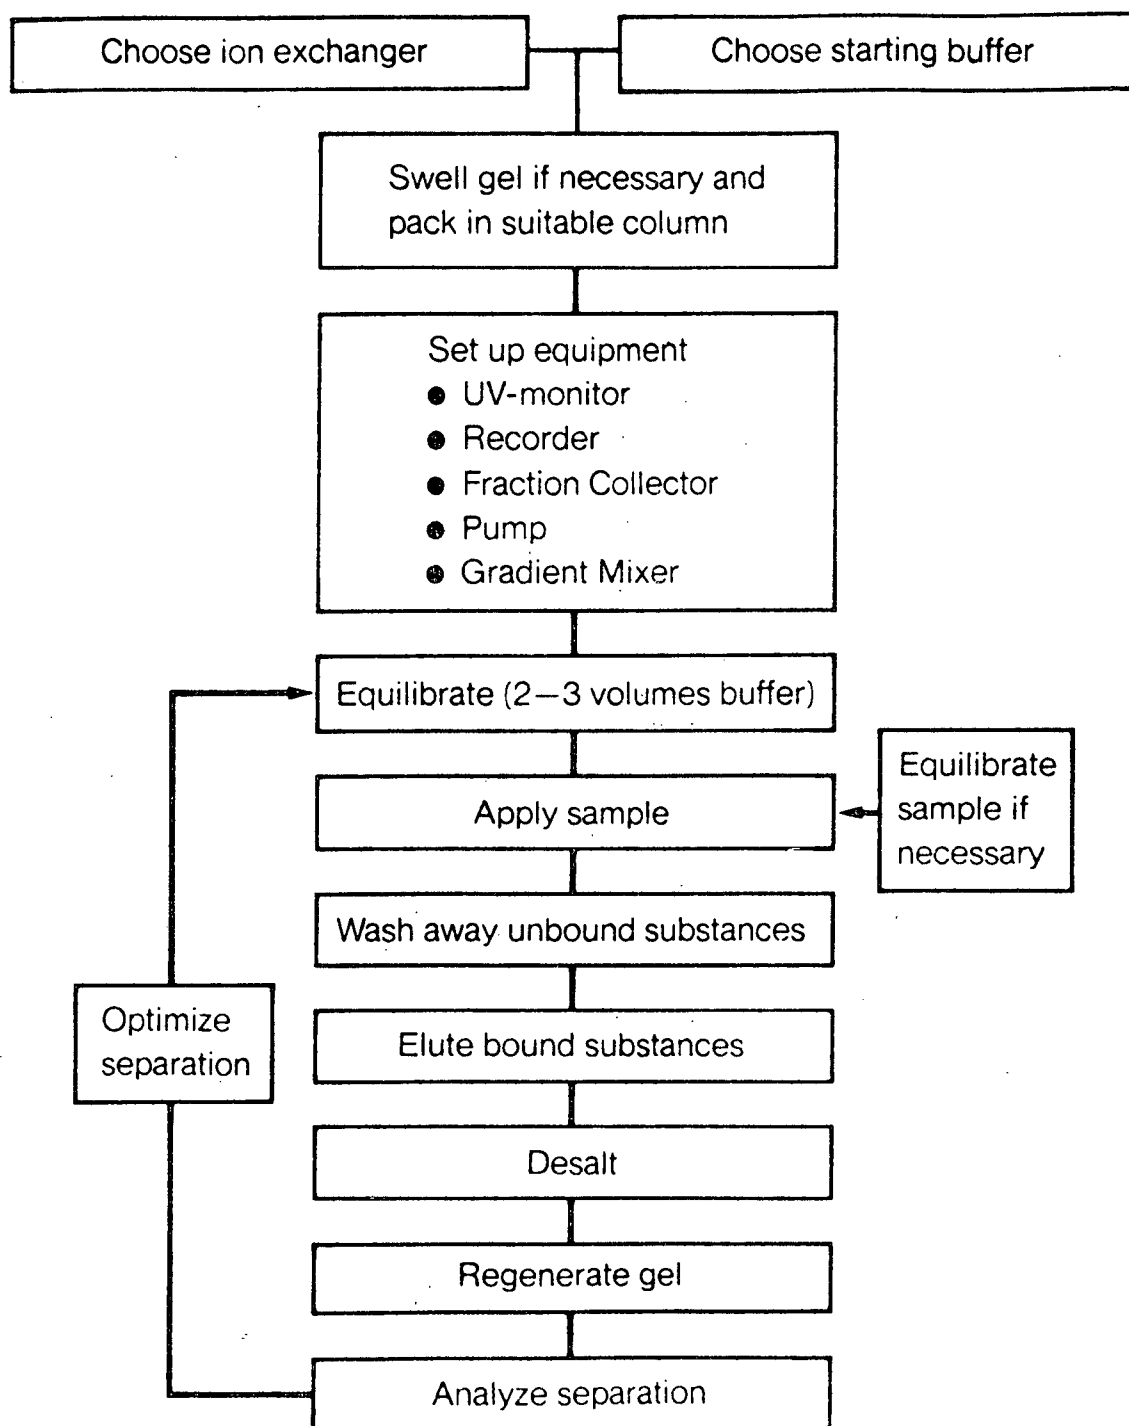 Choose ion exchanger
Choose starting buffer
Swell gel if necessary and
pack in suitable column
Set up equipment
● UV-monitor
● Recorder
● Fraction Collector
● Pump
● Gradient Mixer
Equilibrate (2—3 volumes buffer)
Equilibrate
sample if
necessary
Apply sample
Wash away unbound substances
Optimize
separation
Elute bound substances
Desalt
Regenerate gel
Analyze separation